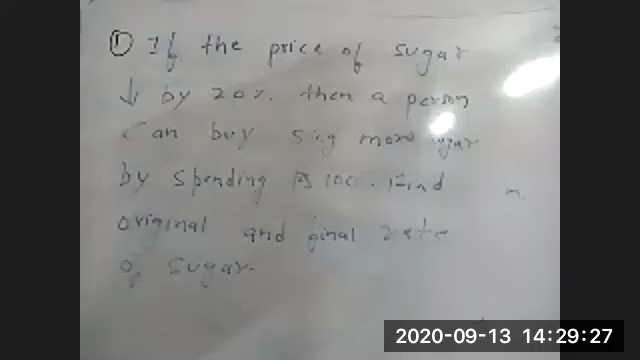 ① If the price of sugar
↓ by 20%. then a person
Can buy 5kg more sugar
by spending Rs 100. Find
original and final rate
of sugar.
2020-09-13 14:29:27